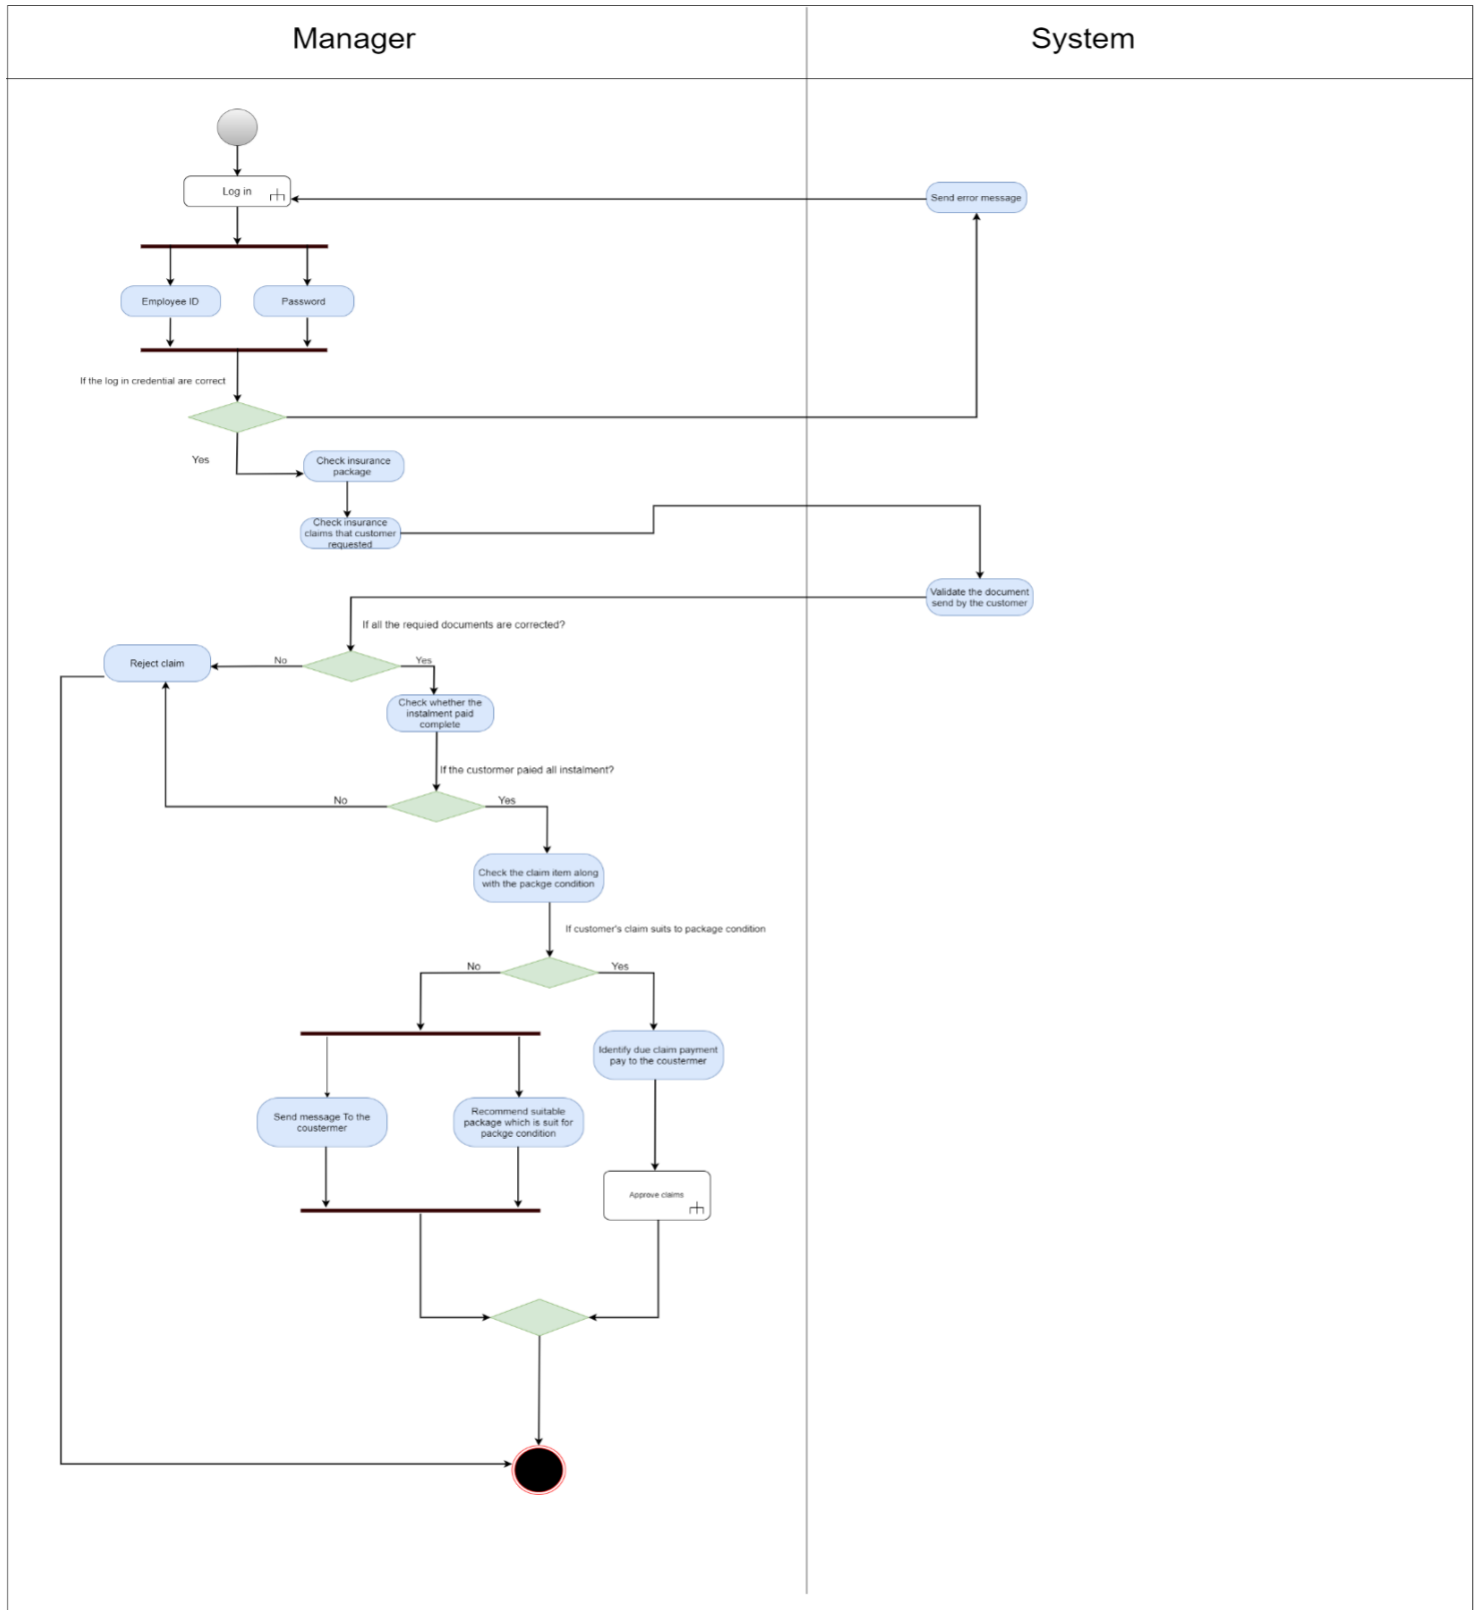 Manager
System
Log in
Send error message
Employee ID
Password
If the log in credential are correct
Yes
Check insurance
package
Check insurance
claims that customer
requested
Validate the document
send by the customer
If all the requied documents are corrected?
Reject claim
No
Yes
Check whether the
instalment paid
complete
If the custormer paied all instalment?
No
Yes
Check the claim item along
with the packge condition
If customer's claim suits to package condition
No
Yes
Identify due claim payment
pay to the coustermer
Send message To the
coustermer
Recommend suitable
package which is suit for
packge condition
Approve claims